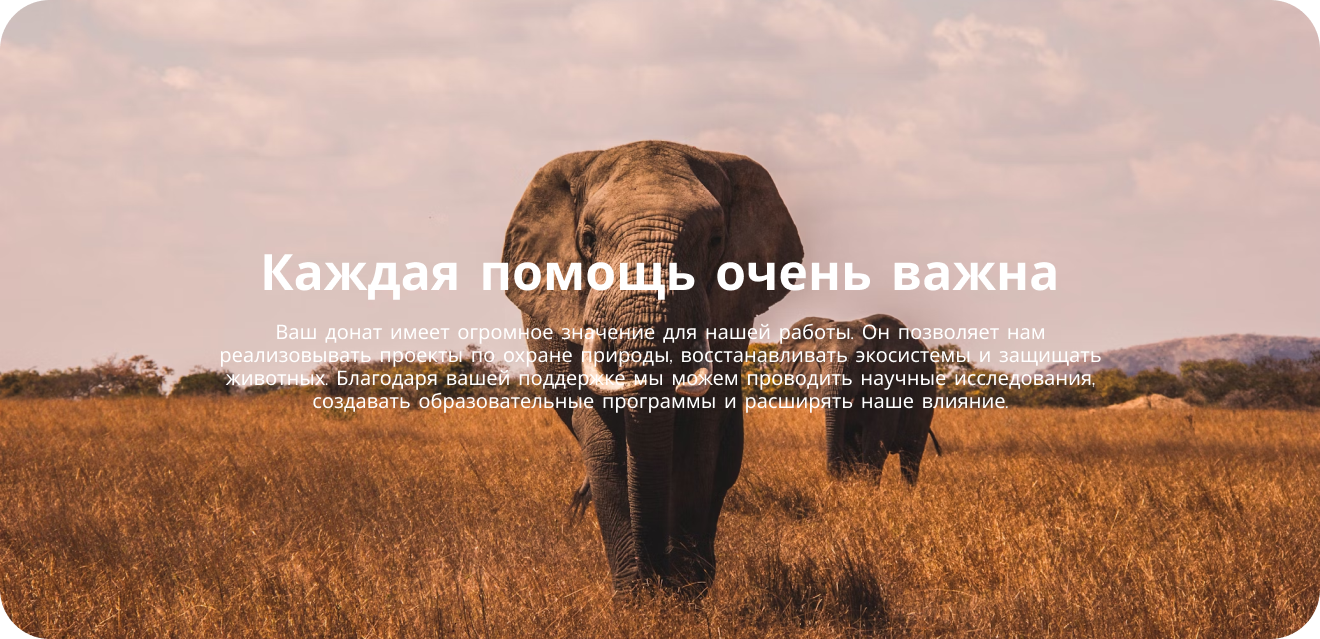 Каждая помощь очень важна
Ваш донат имеет огромное значение для нашей работы. Он позволяет нам
реализовывать проекты по охране природы, восстанавливать экосистемы и защищать
животных. Благодаря вашей поддержке мы можем проводить научные исследования,
создавать образовательные программы и расширять наше влияние.